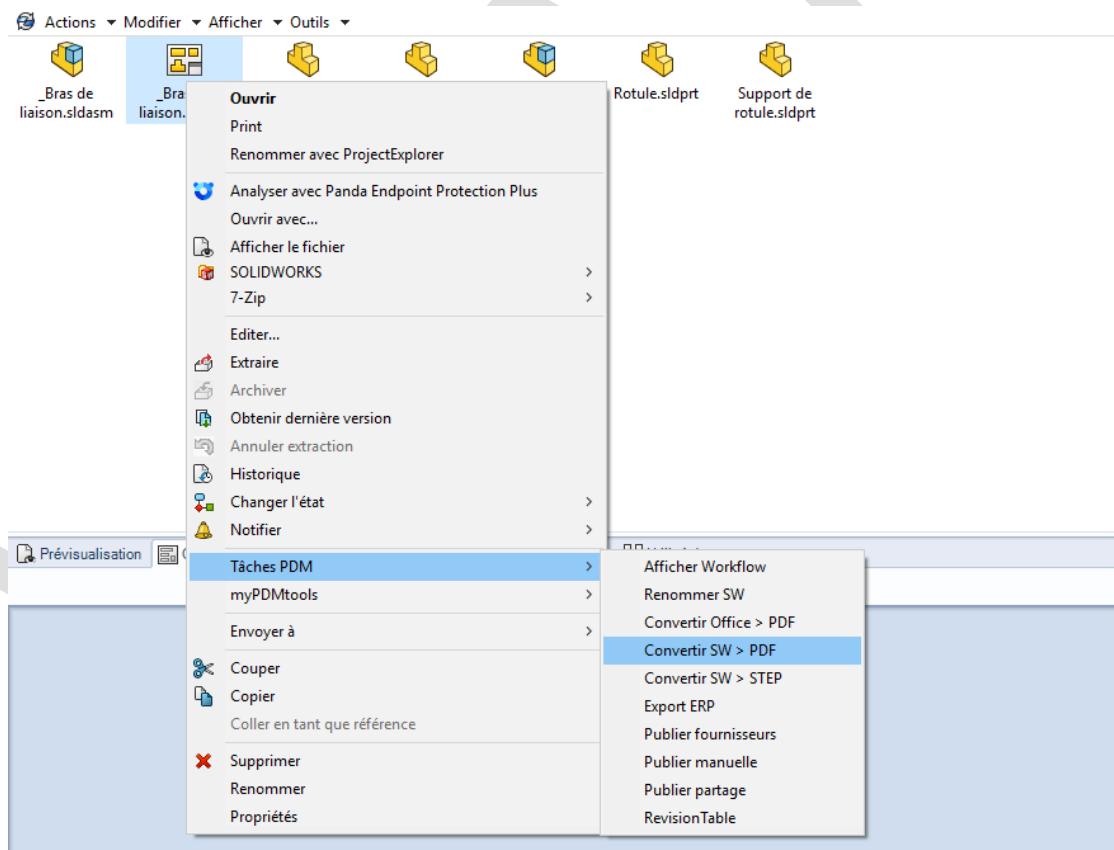 Actions Modifier Afficher Outils
_Bras de
liaison.sldasm
_Bra
liaison.
Rotule.sldprt
Support de
rotule.sldprt
Ouvrir
Print
Renommer avec ProjectExplorer
Analyser avec Panda Endpoint Protection Plus
Ouvrir avec...
Afficher le fichier
SOLIDWORKS
7-Zip
Editer...
Extraire
Archiver
Obtenir dernière version
Annuler extraction
Historique
Changer l'état
Notifier
Tâches PDM
myPDMtools
Envoyer à
Couper
Copier
Coller en tant que référence
Supprimer
Renommer
Propriétés
Prévisualisation
Afficher Workflow
Renommer SW
Convertir Office > PDF
Convertir SW > PDF
Convertir SW > STEP
Export ERP
Publier fournisseurs
Publier manuelle
Publier partage
RevisionTable